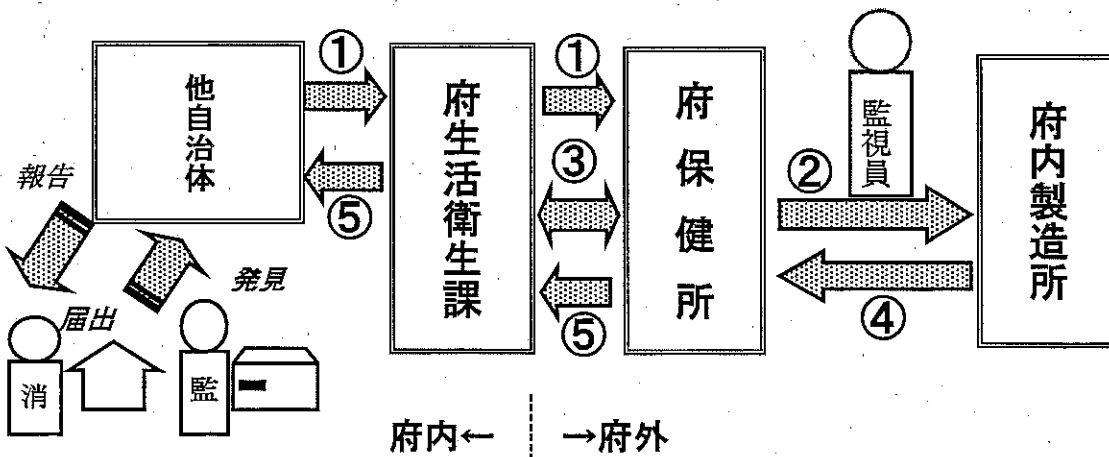 他自治体
①
⑤
府生活衛生課
①
③
⑤
府保健所
②
④
監視員
府内製造所
報告
発見
届出
消
監
府内←
→府外